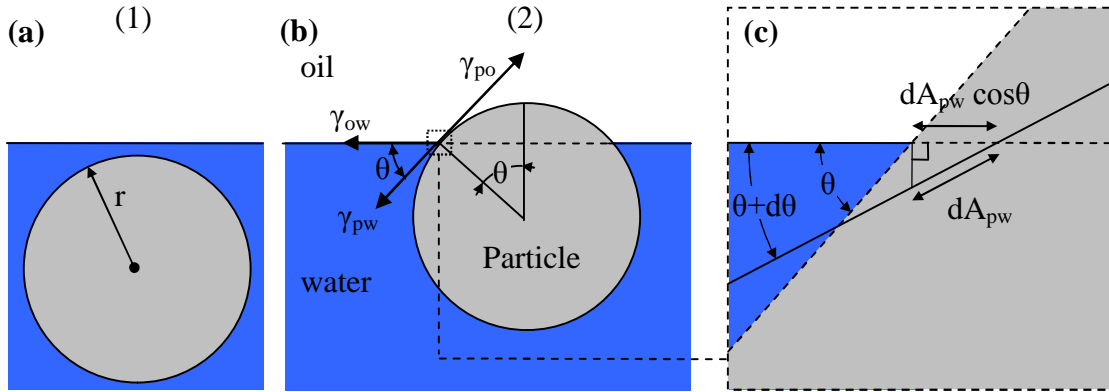 (a)
(1)
r
(b)
(2)
oil
γpo
γow
θ
θ
γpw
Particle
water
(c)
dApw cosθ
θ
θ+dθ
dApw